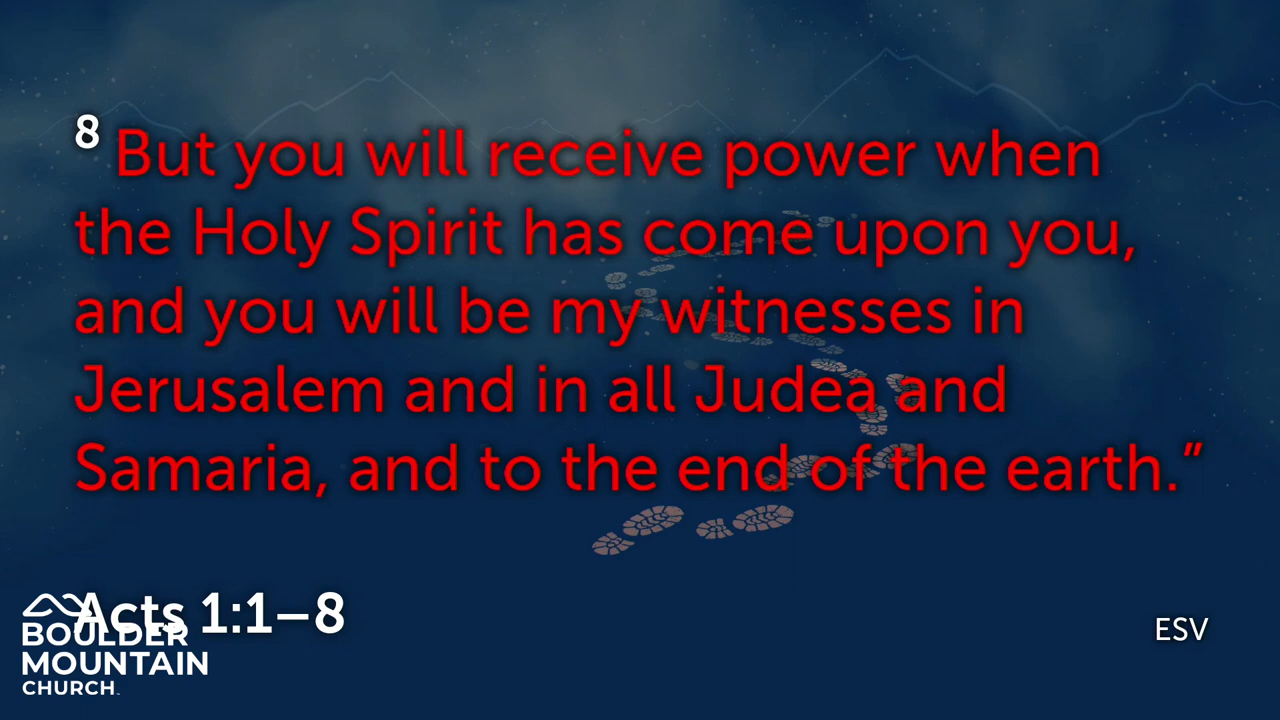 8 But you will receive power when
the Holy Spirit has come upon you,
and you will be my witnesses in
Jerusalem and in all Judea and
Samaria, and to the end of the earth.”
Acts 1:1–8
ESV
BOULDER
MOUNTAIN
CHURCH